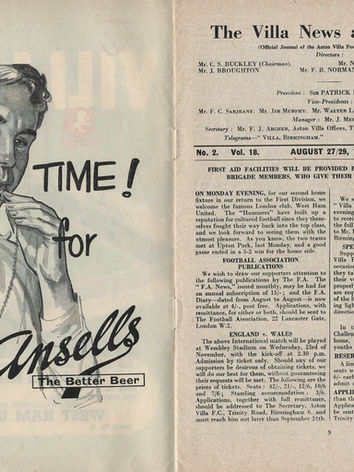 TIME!
for
Ansells
The Better Beer
The Villa News a
(Official Journal of the Aston Villa Foo
Directors :
Mr. C. S. BUCKLEY (Chairman). Mr. N
Mr. J. BROUGHTON Mr. F. B. NORMAN
President : SIR PATRICK
Vice-Presidents :
Mr. F. C. SARJEANT. Mr. JIM MURPHY. Mr. WALTER LA
Manager : Mr. J. MER
Secretary : Mr. F. J. ARCHER, Aston Villa Offices, T
Telegrams—" VILLA, BIRMINGHAM."
No. 2. Vol. 18. AUGUST 27/29, 1
FIRST AID FACILITIES WILL BE PROVIDED B
BRIGADE MEMBERS, WHO GIVE THEIR
ON MONDAY EVENING, for our second home
fixture in our return to the First Division, we
welcome the famous London club, West Ham
United. The "Hammers" have built up a
reputation for cultured football since they them-
selves fought their way back into the top class,
and we look forward to seeing them with the
utmost pleasure. As you know, the two teams
met at Upton Park, last Monday, and a good
game ended in a 5-2 win for the home side.
FOOTBALL ASSOCIATION
PUBLICATIONS
We wish to draw our supporters attention to
the following publications by The F.A. The
"F.A. News," issued monthly, may be had for
an annual subscription of 15/- ; and the F.A.
Diary—dated from August to August—is now
available at 4/-, post free. Applications, with
remittance, for either or both, should be sent to
The Football Association, 22 Lancaster Gate,
London W.2.
ENGLAND v. WALES
The above International match will be played
at Wembley Stadium on Wednesday, 23rd of
November, with the kick-off at 2.30 p.m.
Admission by ticket only. Should any of our
supporters be desirous of obtaining tickets, we
will do our best for them, without guaranteeing
their requests will be met. The following are the
prices of tickets. Seats : 42/-, 21/-, 12/6, 10/6
and 7/6 ; Standing accommodation : 3/6.
Applications, together with full remittance,
should be addressed to The Secretary, Aston
Villa F.C., Trinity Road, Birmingham 6, and
must reach him not later than September 24th.
9